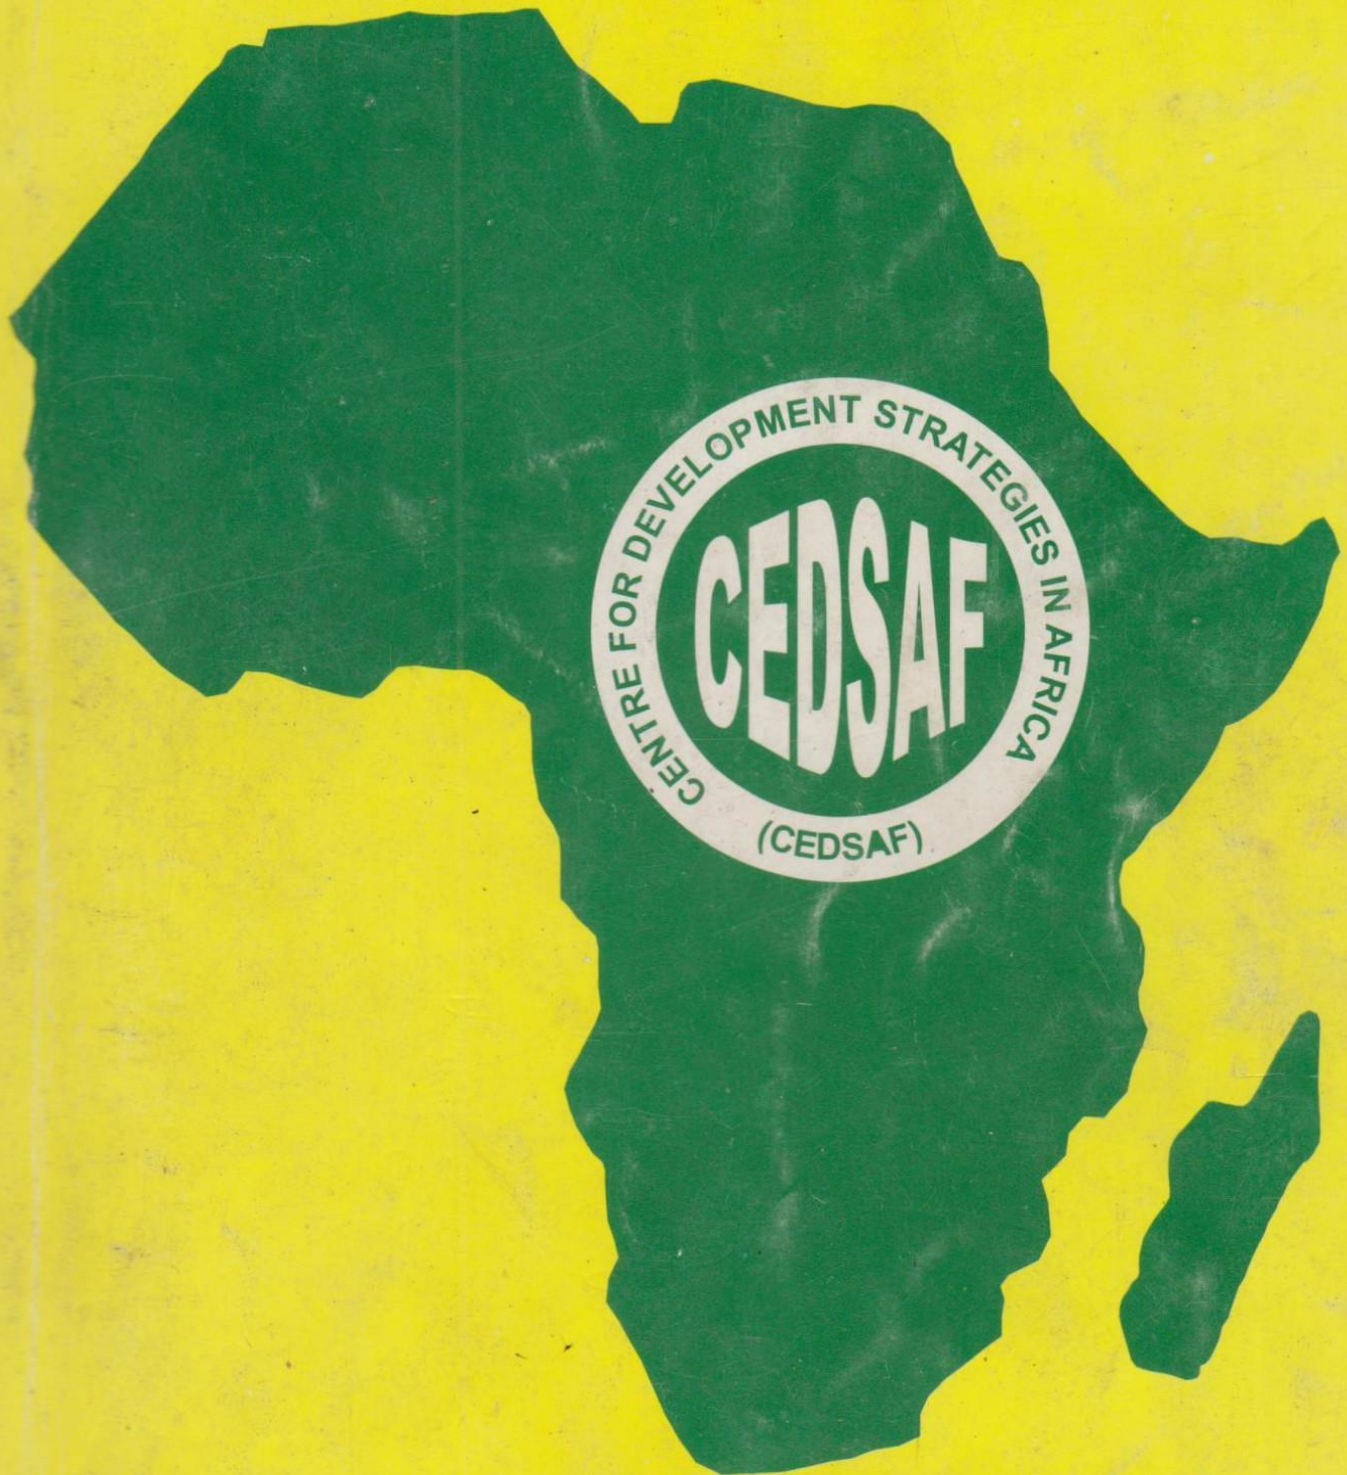 CENTRE FOR DEVELOPMENT STRATEGIES IN AFRICA
CEDSAF
(CEDSAF)